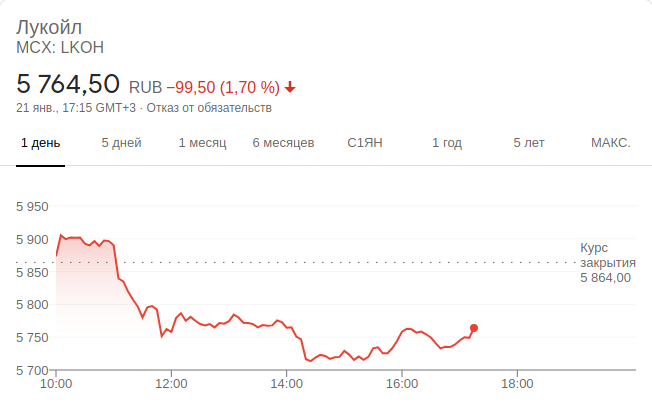 Лукойл
MCX: LKOH
5 764,50 RUB −99,50 (1,70 %)
21 янв., 17:15 GMT+3 · Отказ от обязательств
1 день 5 дней 1 месяц 6 месяцев С1ЯН 1 год 5 лет МАКС.
5 950
5 900
Курс
закрытия
5 864,00
5 850
5 800
5 750
5 700
10:00 12:00 14:00 16:00 18:00